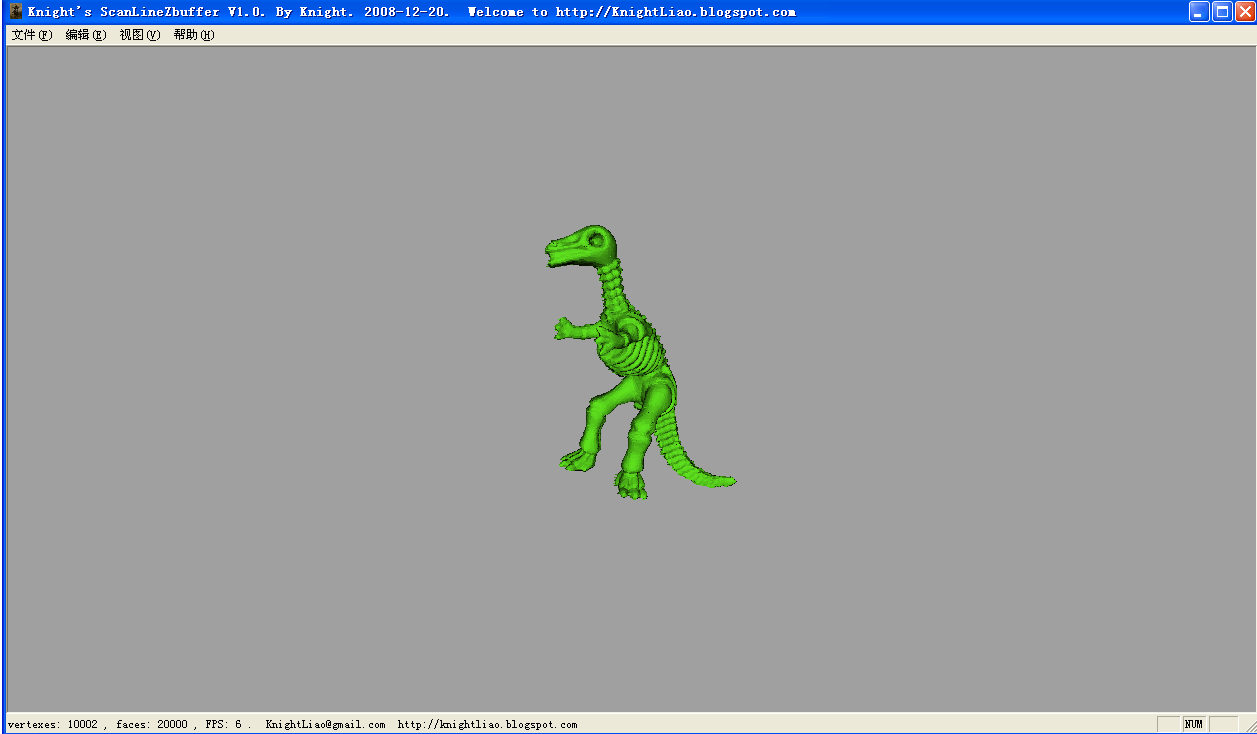 Knight's ScanLineZbuffer V1.0. By Knight. 2008-12-20. Welcome to http://KnightLiao.blogspot.com
文件(F) 编辑(E) 视图(V) 帮助(H)
vertexes: 10002 , faces: 20000 , FPS: 6 . KnightLiao@gmail.com http://knightliao.blogspot.com NUM